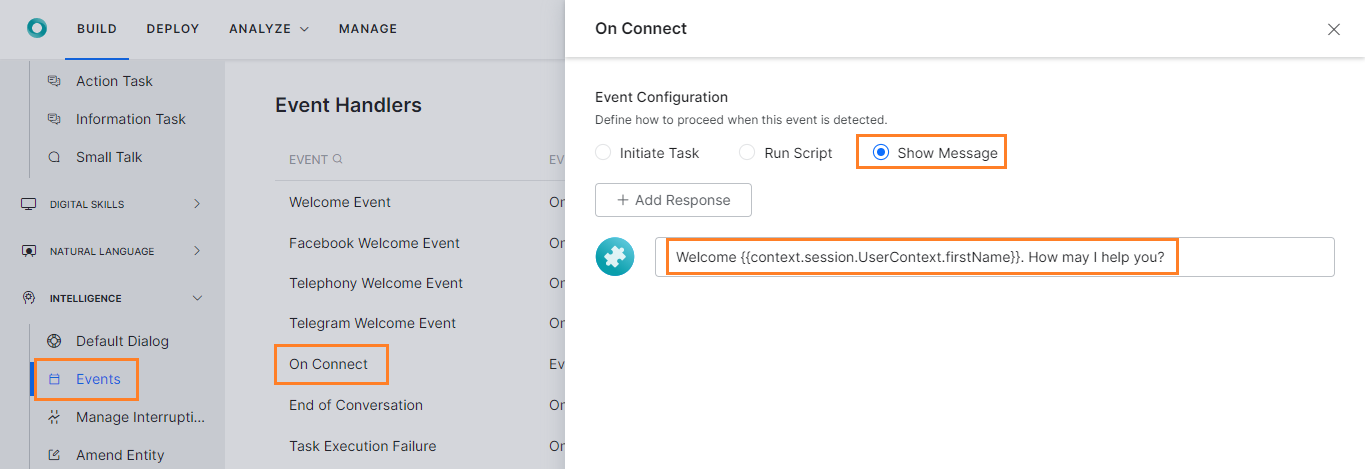 BUILD DEPLOY ANALYZE MANAGE
Action Task
Information Task
Small Talk
DIGITAL SKILLS
NATURAL LANGUAGE
INTELLIGENCE
Default Dialog
Events
Manage Interrupti...
Amend Entity
Event Handlers
EVENT EV
Welcome Event On
Facebook Welcome Event On
Telephony Welcome Event On
Telegram Welcome Event On
On Connect Ev
End of Conversation On
Task Execution Failure On
On Connect
Event Configuration
Define how to proceed when this event is detected.
Initiate Task Run Script Show Message
+ Add Response
Welcome {{context.session.UserContext.firstName}}. How may I help you?